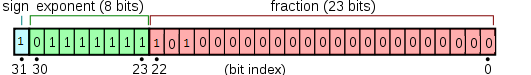 sign exponent (8 bits) fraction (23 bits)
1 0 1 1 1 1 1 1 1 1 0 1 0 0 0 0 0 0 0 0 0 0 0 0 0 0 0 0 0 0 0 0
31 30 23 22 (bit index) 0